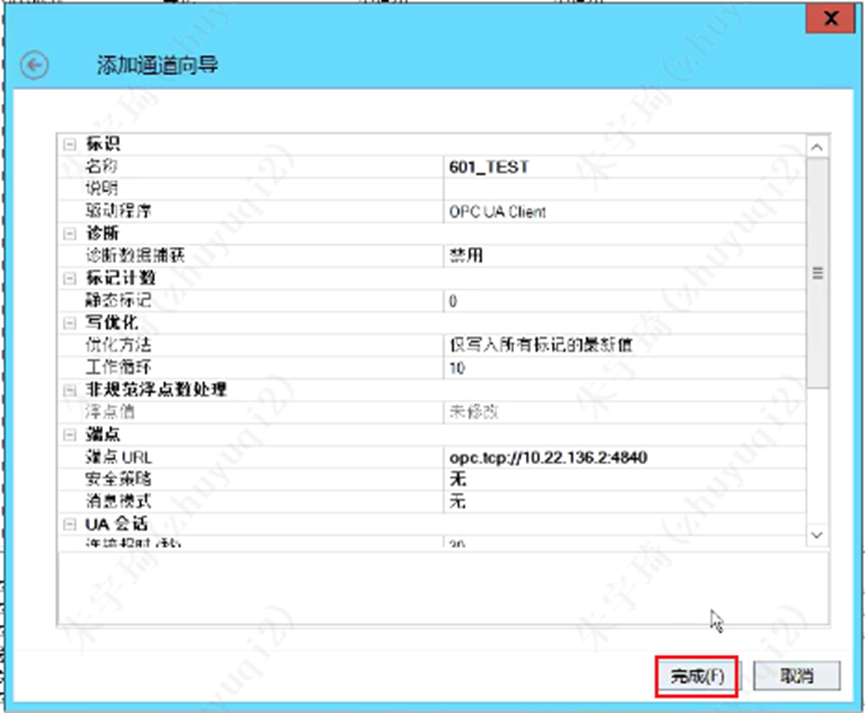 添加通道向导
标识
名称 601_TEST
说明
驱动程序 OPC UA Client
诊断
诊断数据捕获 禁用
标记计数
静态标记 0
写优化
优化方法 仅写入所有标记的最新值
工作循环 10
非规范浮点数处理
浮点值 未修改
端点
端点 URL opc.tcp://10.22.136.2:4840
安全策略 无
消息模式 无
UA 会话
完成(F) 取消
朱宇琦(zhuyuqi2)